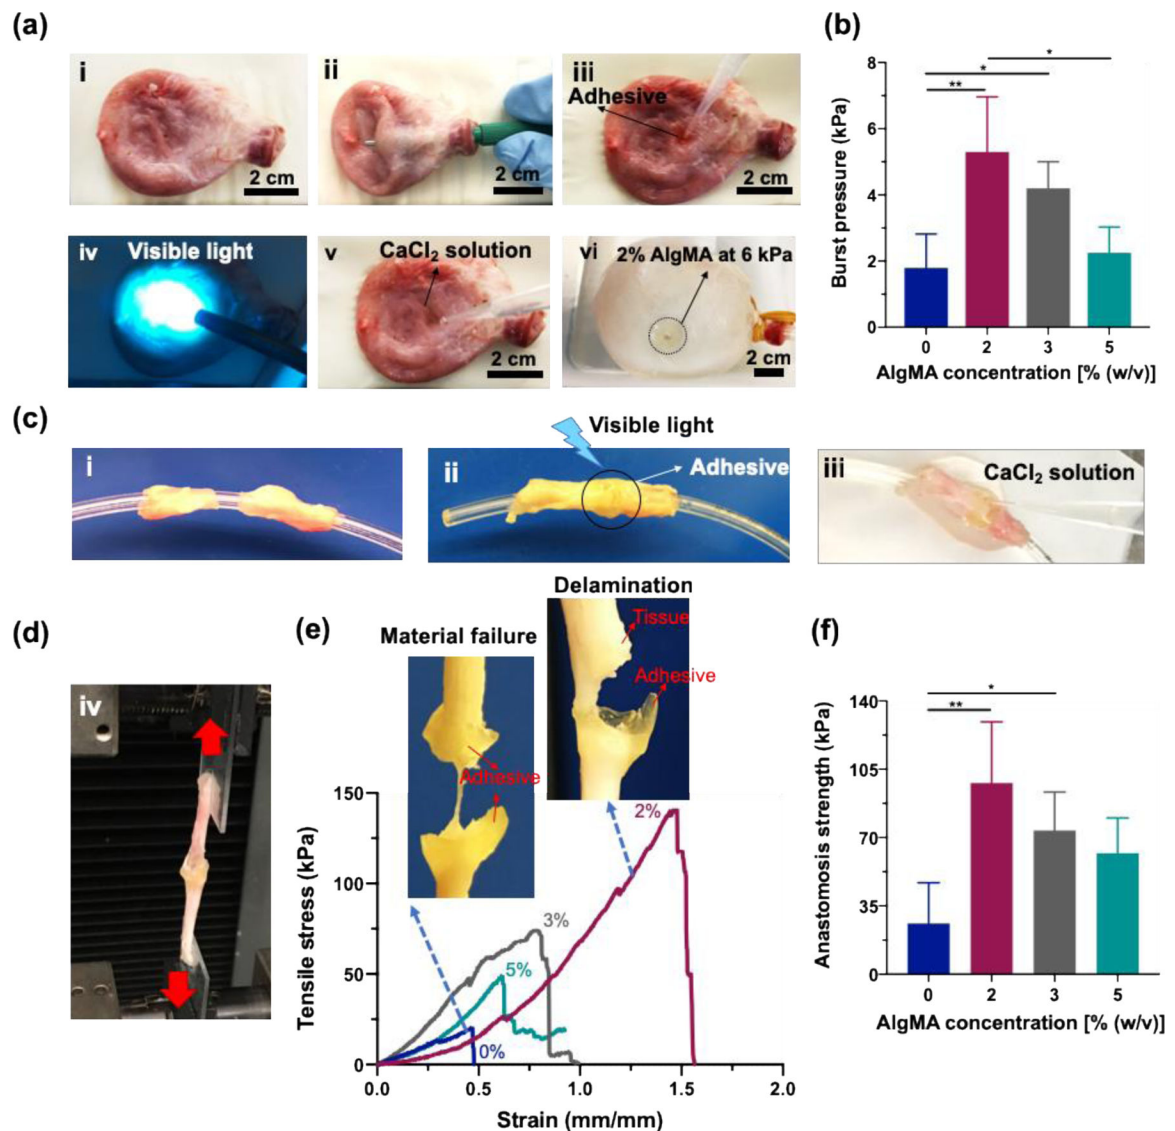 (a)
i
2 cm
ii
2 cm
iii
Adhesive
2 cm
iv
Visible light
v
CaCl₂ solution
2 cm
vi
2% AlgMA at 6 kPa
2 cm
(b)
Burst pressure (kPa)
8
6
4
2
0
*
*
**
0 2 3 5
AlgMA concentration [% (w/v)]
(c)
i
Visible light
ii
Adhesive
iii
CaCl₂ solution
(d)
iv
(e)
Material failure
Adhesive
Delamination
Tissue
Adhesive
Tensile stress (kPa)
150
100
50
0
2%
3%
5%
0%
0.0 0.5 1.0 1.5 2.0
Strain (mm/mm)
(f)
Anastomosis strength (kPa)
140
105
70
35
0
*
**
0 2 3 5
AlgMA concentration [% (w/v)]